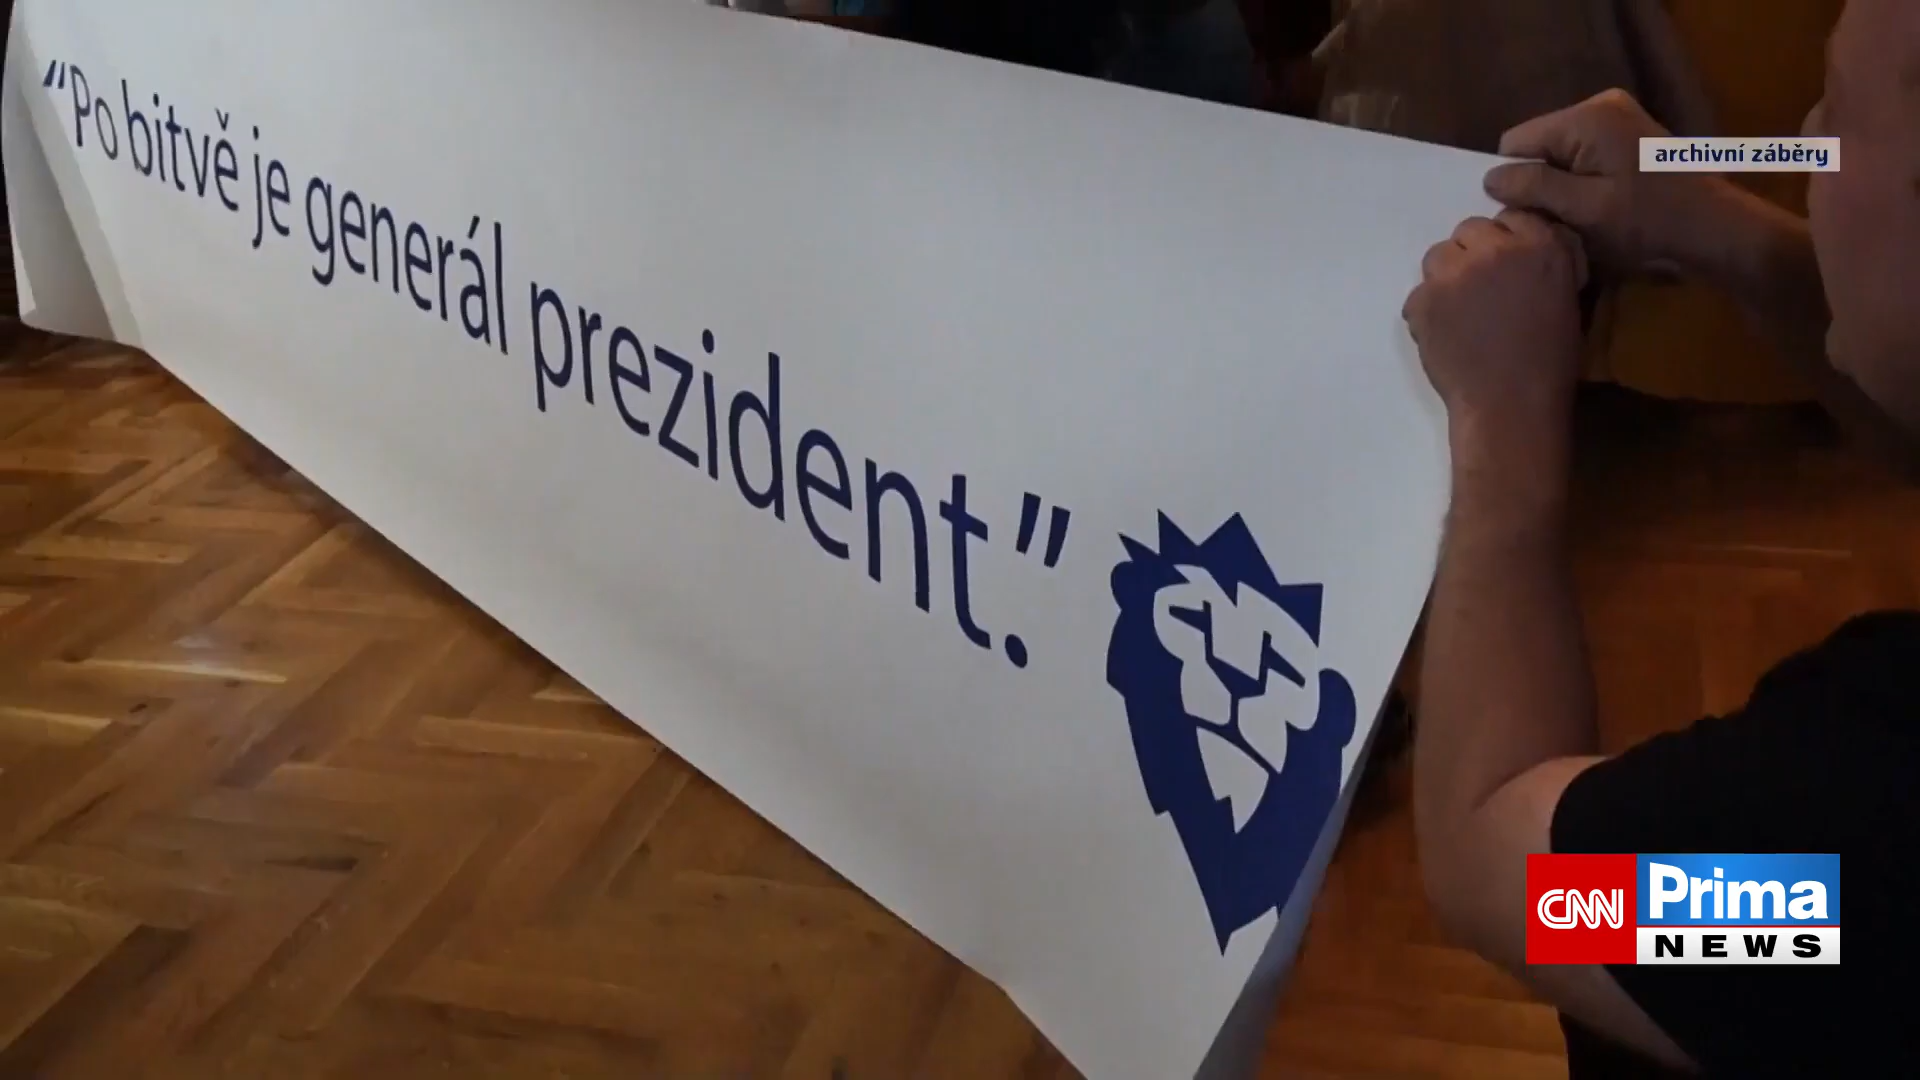 "Po bitvě je generál prezident."
archivní záběry
CNN Prima
NEWS